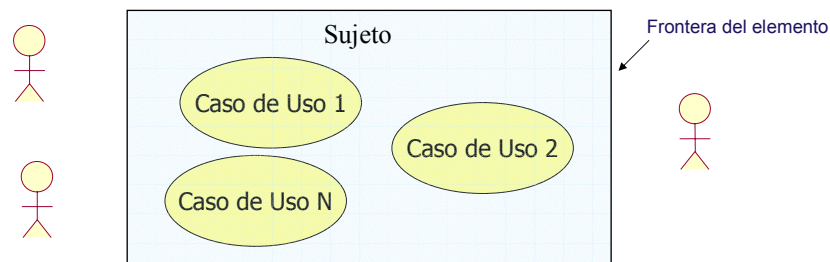 Sujeto
Frontera del elemento
Caso de Uso 1
Caso de Uso 2
Caso de Uso N